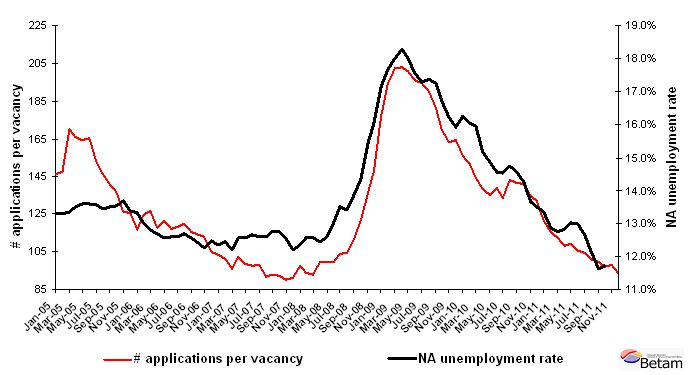 225
205
185
165
145
125
105
85
# applications per vacancy
19.0%
18.0%
17.0%
16.0%
15.0%
14.0%
13.0%
12.0%
11.0%
NA unemployment rate
Jan-05
Mar-05
May-05
Jul-05
Sep-05
Nov-05
Jan-06
Mar-06
May-06
Jul-06
Sep-06
Nov-06
Jan-07
Mar-07
May-07
Jul-07
Sep-07
Nov-07
Jan-08
Mar-08
May-08
Jul-08
Sep-08
Nov-08
Jan-09
Mar-09
May-09
Jul-09
Sep-09
Nov-09
Jan-10
Mar-10
May-10
Jul-10
Sep-10
Nov-10
Jan-11
Mar-11
May-11
Jul-11
Sep-11
Nov-11
# applications per vacancy
NA unemployment rate
Betam